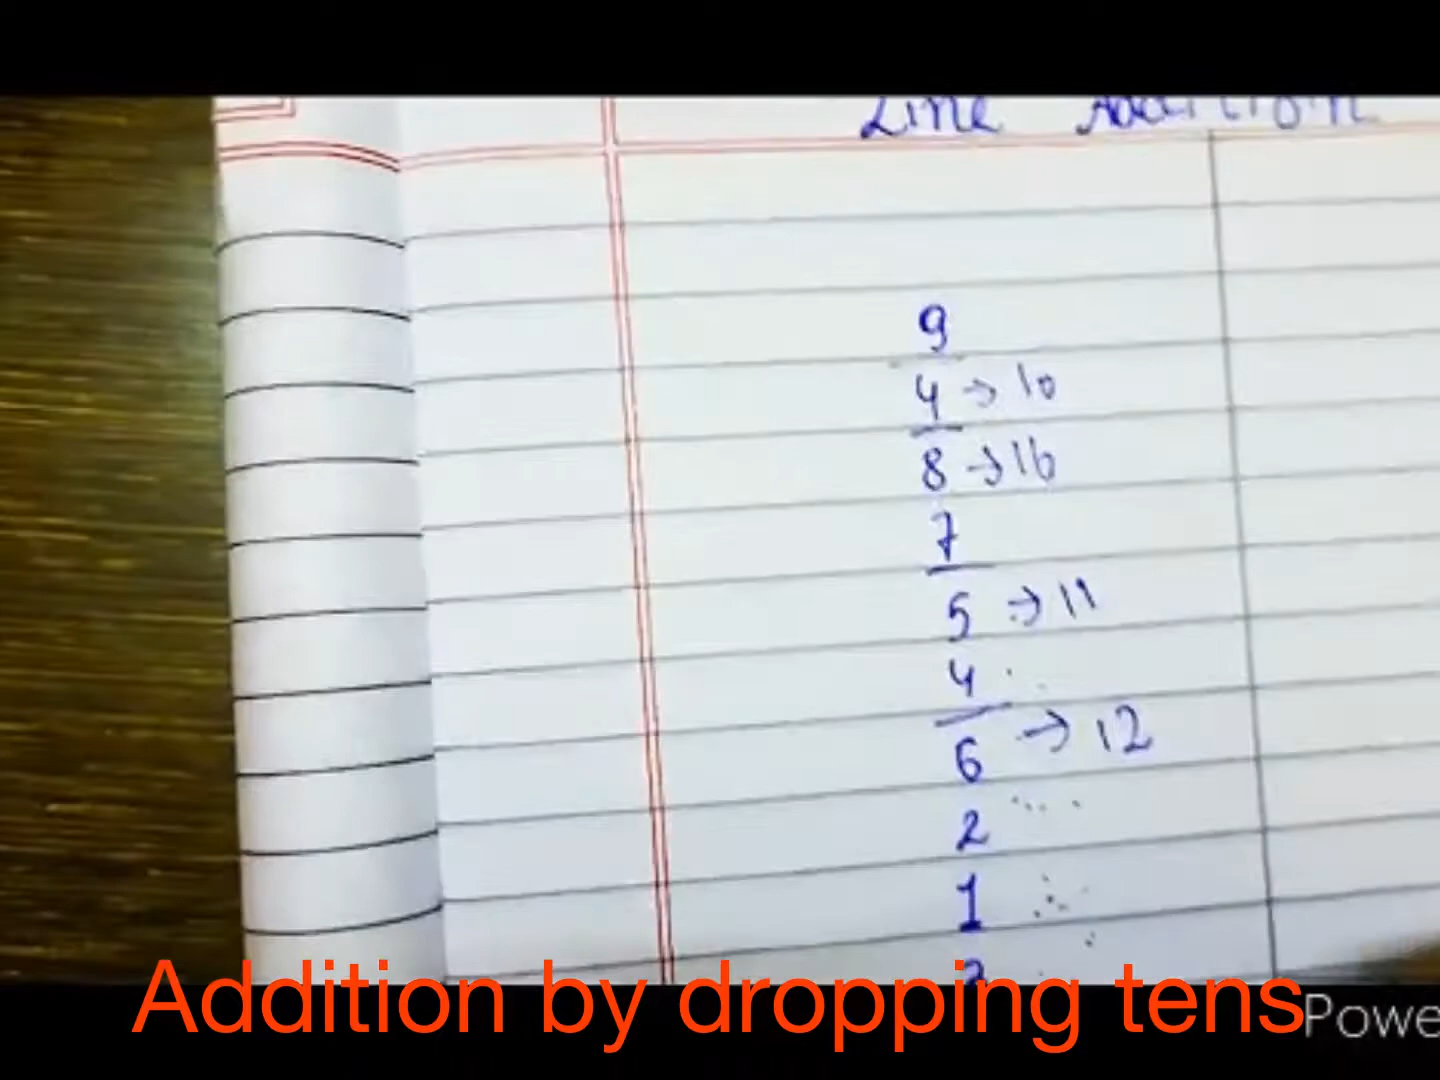 Line Addition
9
4 → 10
8 → 16
7
5 → 11
4
6 → 12
2
1
Addition by dropping tens
Powe